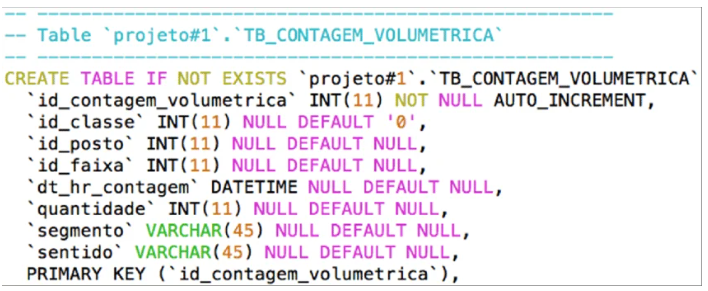 -- -----------------------------------------------------
-- Table `projeto#1`.`TB_CONTAGEM_VOLUMETRICA`
-- -----------------------------------------------------
CREATE TABLE IF NOT EXISTS `projeto#1`.`TB_CONTAGEM_VOLUMETRICA`
`id_contagem_volumetrica` INT(11) NOT NULL AUTO_INCREMENT,
`id_classe` INT(11) NULL DEFAULT '0',
`id_posto` INT(11) NULL DEFAULT NULL,
`id_faixa` INT(11) NULL DEFAULT NULL,
`dt_hr_contagem` DATETIME NULL DEFAULT NULL,
`quantidade` INT(11) NULL DEFAULT NULL,
`segmento` VARCHAR(45) NULL DEFAULT NULL,
`sentido` VARCHAR(45) NULL DEFAULT NULL,
PRIMARY KEY (`id_contagem_volumetrica`),